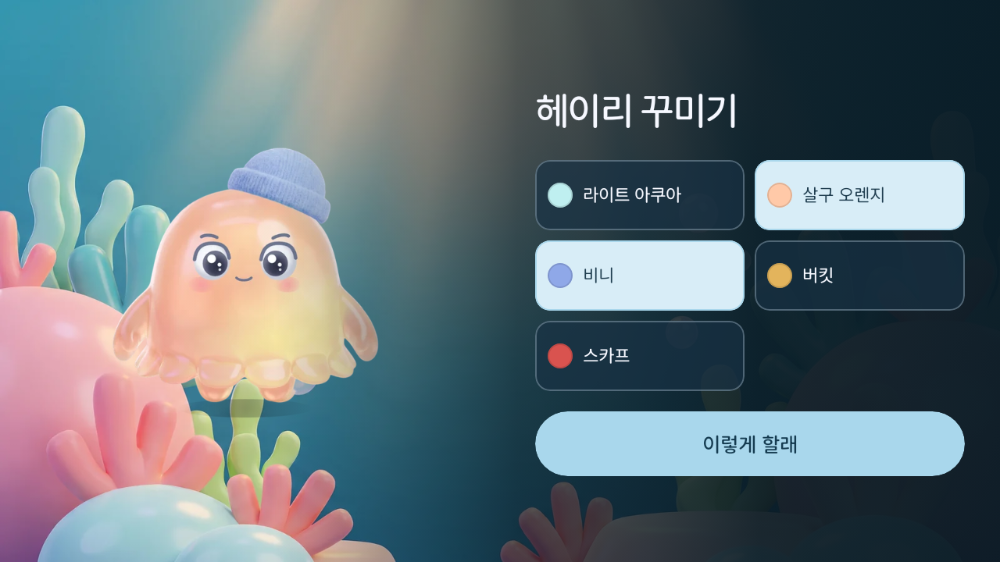 헤이리 꾸미기
라이트 아쿠아
살구 오렌지
비니
버킷
스카프
이렇게 할래